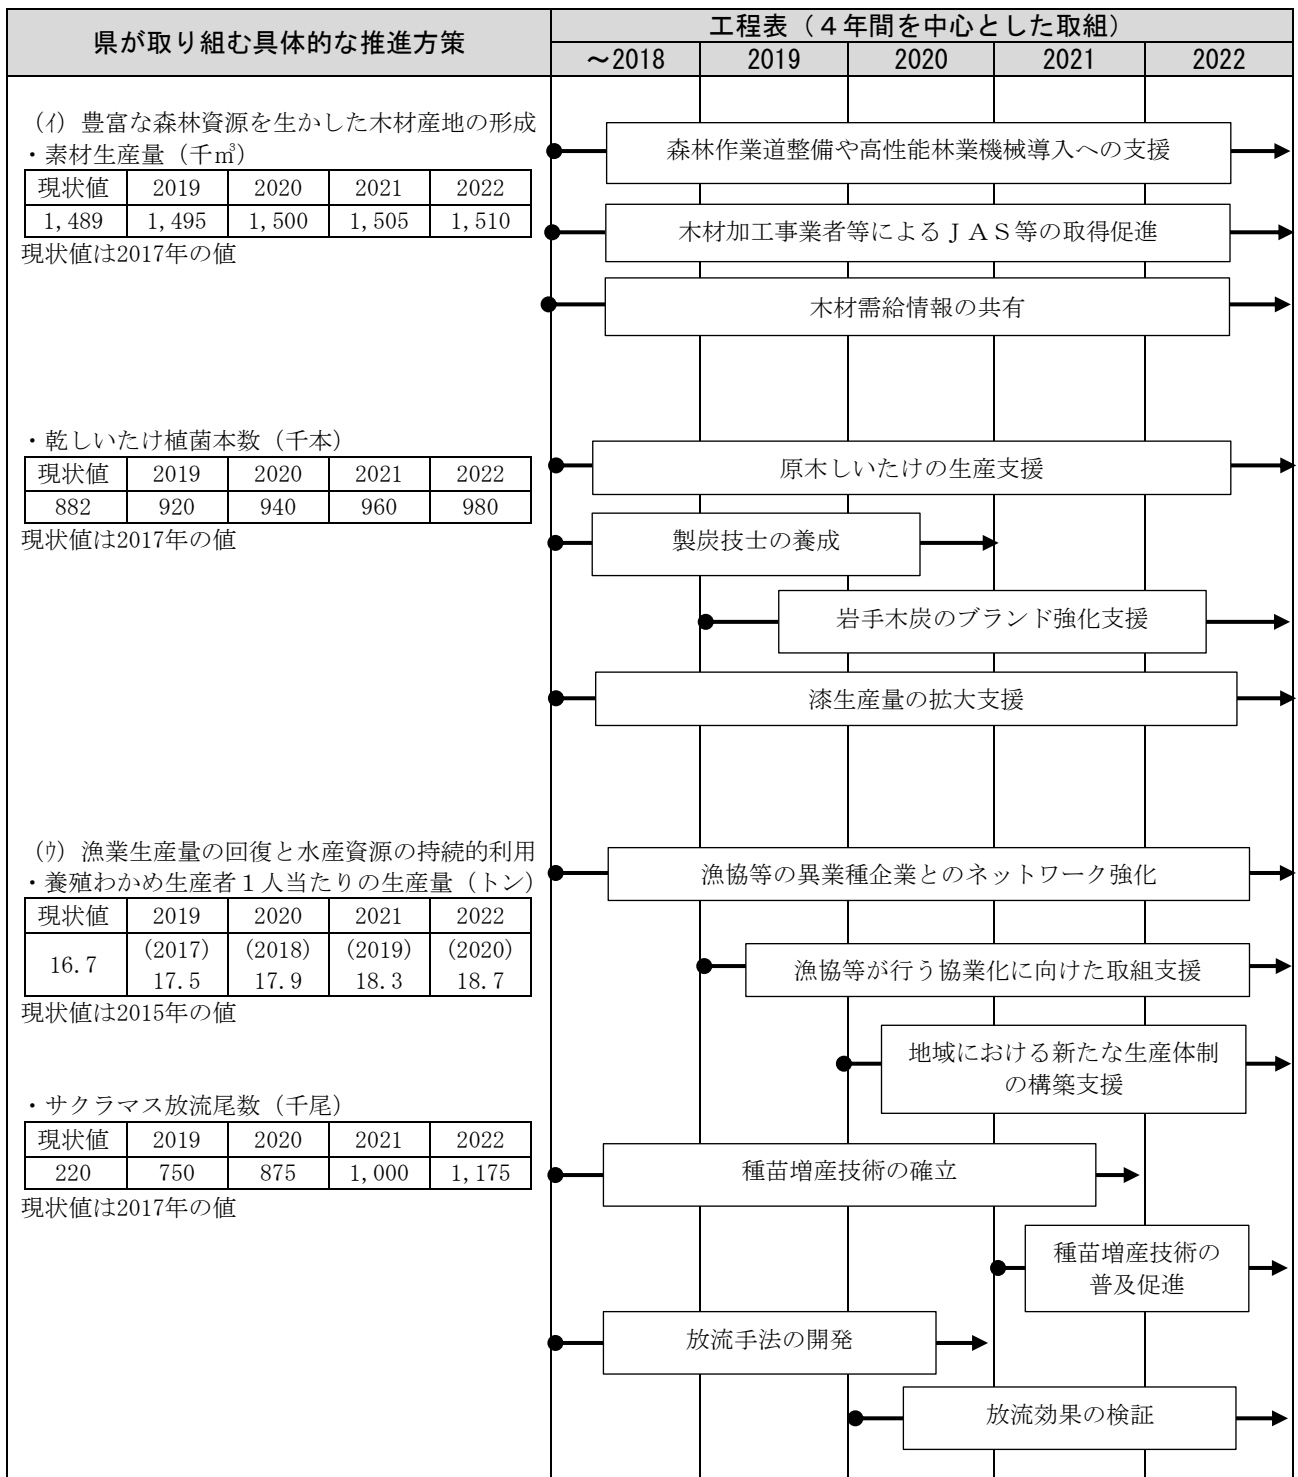 県が取り組む具体的な推進方策
工程表（４年間を中心とした取組）
～2018 2019 2020 2021 2022
(ｲ) 豊富な森林資源を生かした木材産地の形成
・素材生産量（千㎥）
現状値 2019 2020 2021 2022
1,489 1,495 1,500 1,505 1,510
現状値は2017年の値
森林作業道整備や高性能林業機械導入への支援
木材加工事業者等によるＪＡＳ等の取得促進
木材需給情報の共有
・乾しいたけ植菌本数（千本）
現状値 2019 2020 2021 2022
882 920 940 960 980
現状値は2017年の値
原木しいたけの生産支援
製炭技士の養成
岩手木炭のブランド強化支援
漆生産量の拡大支援
(ｳ) 漁業生産量の回復と水産資源の持続的利用
・養殖わかめ生産者１人当たりの生産量（トン）
現状値 2019 2020 2021 2022
16.7 (2017) (2018) (2019) (2020)
17.5 17.9 18.3 18.7
現状値は2015年の値
漁協等の異業種企業とのネットワーク強化
漁協等が行う協業化に向けた取組支援
地域における新たな生産体制
の構築支援
・サクラマス放流尾数（千尾）
現状値 2019 2020 2021 2022
220 750 875 1,000 1,175
現状値は2017年の値
種苗増産技術の確立
種苗増産技術の
普及促進
放流手法の開発
放流効果の検証